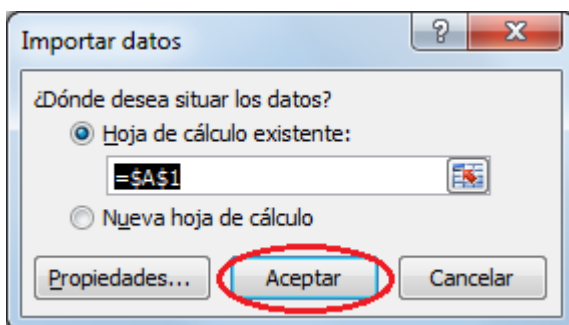 Importar datos
?
¿Dónde desea situar los datos?
Hoja de cálculo existente:
=$A$1
Nueva hoja de cálculo
Propiedades...
Aceptar
Cancelar